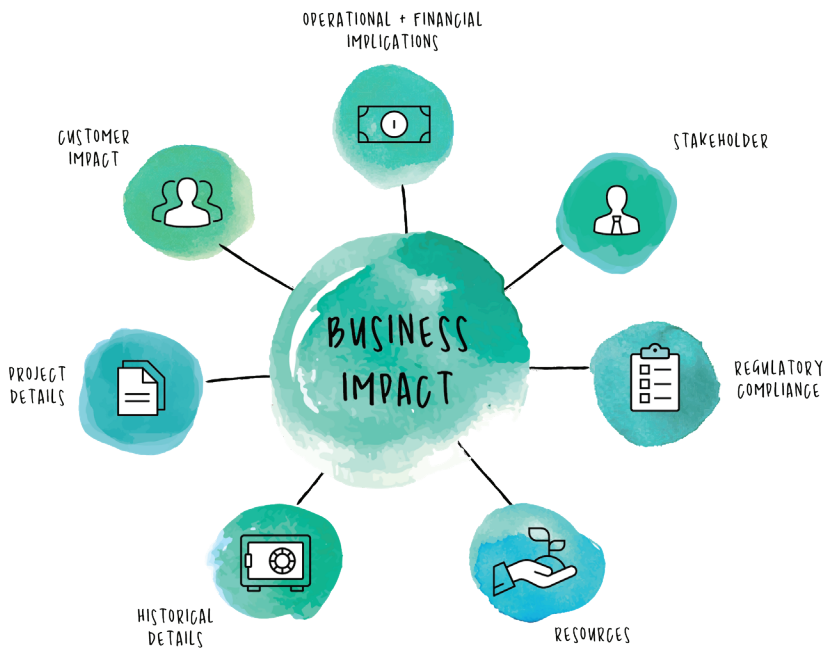 OPERATIONAL + FINANCIAL
IMPLICATIONS
CUSTOMER
IMPACT
STAKEHOLDER
BUSINESS
IMPACT
PROJECT
DETAILS
REGULATORY
COMPLIANCE
HISTORICAL
DETAILS
RESOURCES